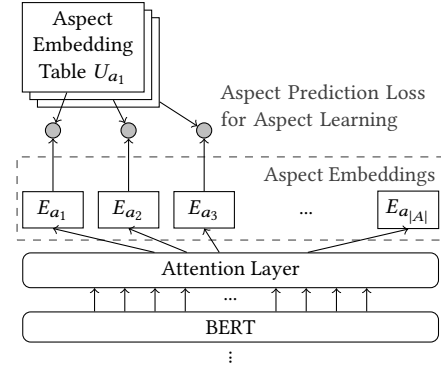 Aspect
Embedding
Table U_{a_1}
Aspect Prediction Loss
for Aspect Learning
Aspect Embeddings
E_{a_1} E_{a_2} E_{a_3} ... E_{a_{|A|}}
Attention Layer
...
BERT
...